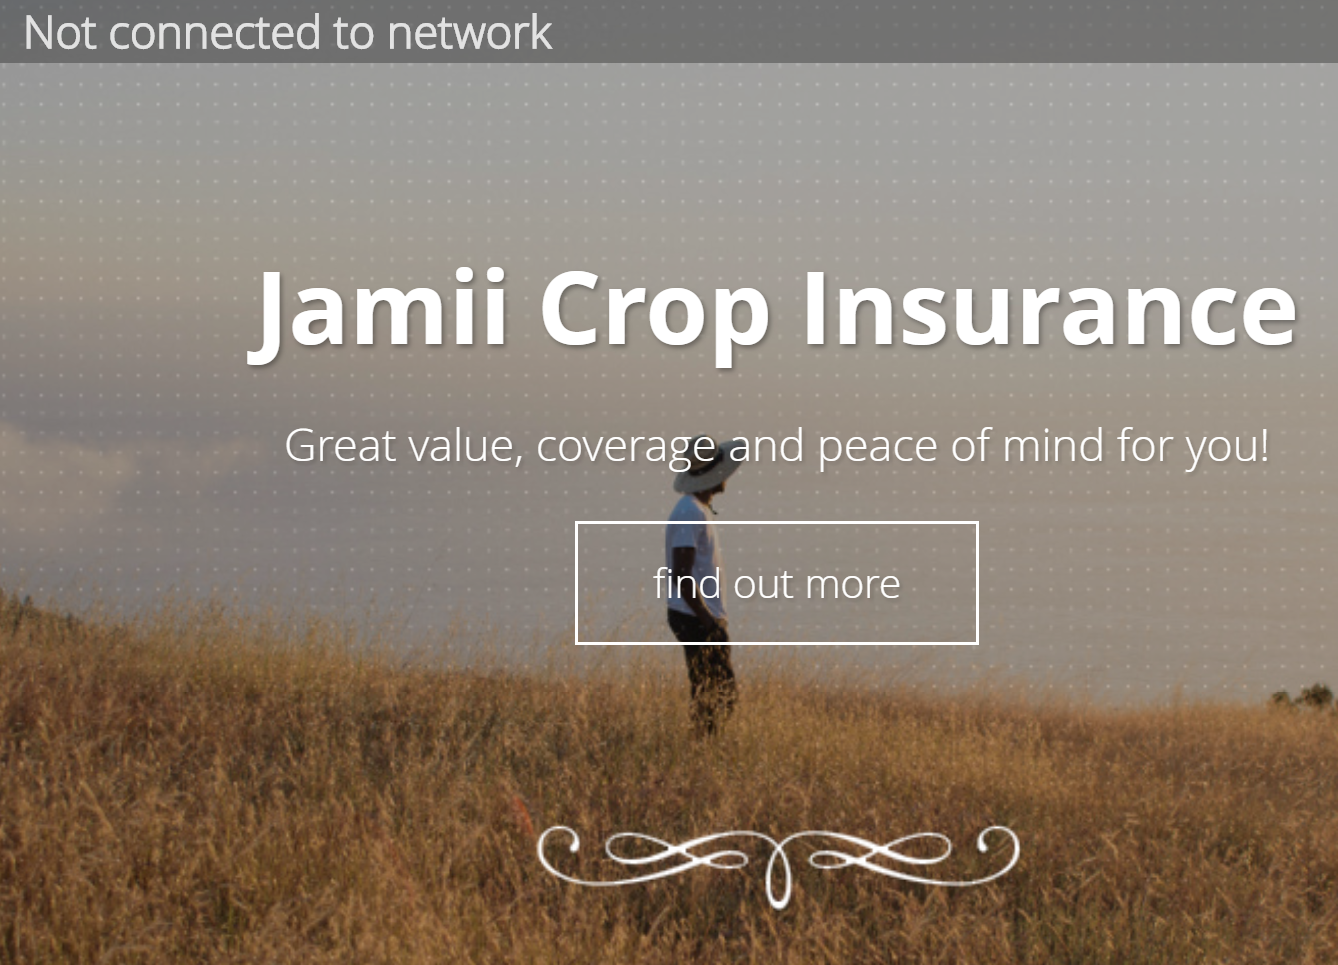 Not connected to network
Jamii Crop Insurance
Great value, coverage and peace of mind for you!
find out more